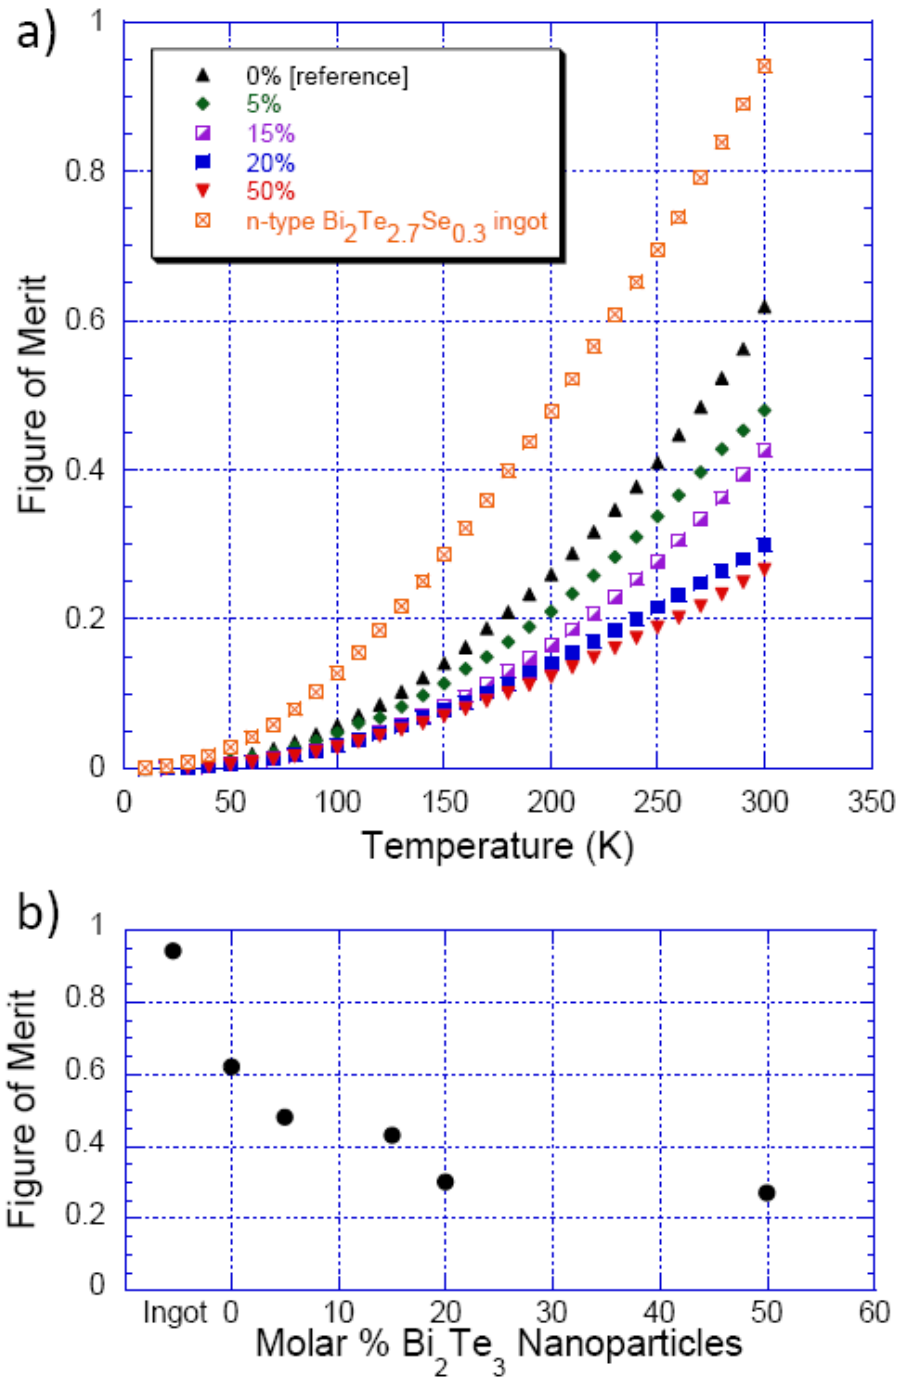 a)
1
0.8
0.6
0.4
0.2
0
Figure of Merit
0% [reference]
5%
15%
20%
50%
n-type Bi2Te2.7Se0.3 ingot
0 50 100 150 200 250 300 350
Temperature (K)
b)
1
0.8
0.6
0.4
0.2
0
Figure of Merit
Ingot 0 10 20 30 40 50 60
Molar % Bi2Te3 Nanoparticles